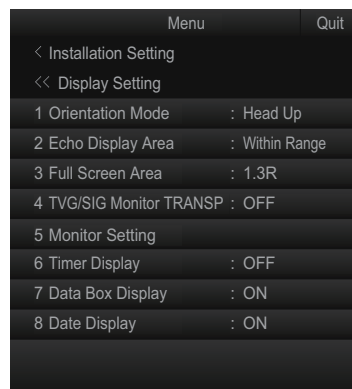 Menu Quit
< Installation Setting
<< Display Setting
1 Orientation Mode : Head Up
2 Echo Display Area : Within Range
3 Full Screen Area : 1.3R
4 TVG/SIG Monitor TRANSP : OFF
5 Monitor Setting
6 Timer Display : OFF
7 Data Box Display : ON
8 Date Display : ON